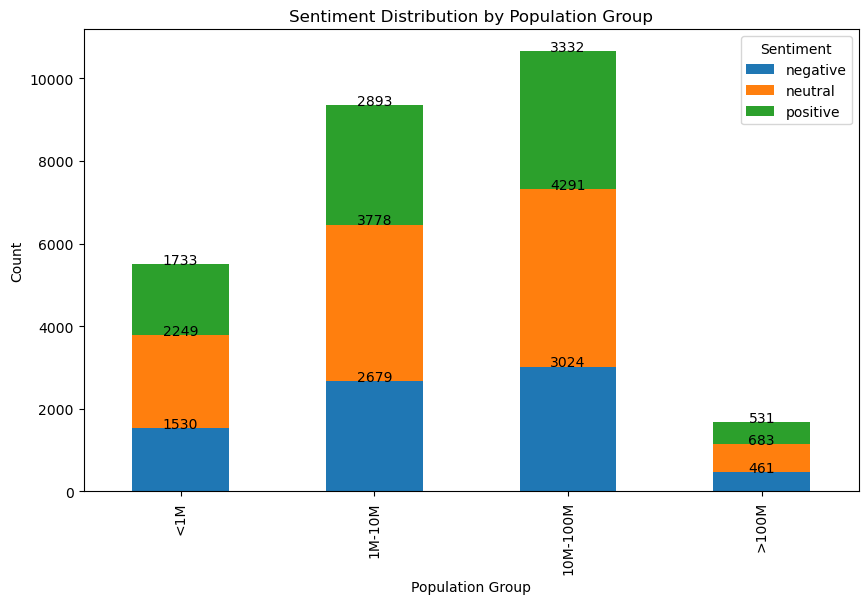 Sentiment Distribution by Population Group
Sentiment
negative
neutral
positive
Count
10000
8000
6000
4000
2000
0
1733
2249
1530
2893
3778
2679
3332
4291
3024
531
683
461
<1M
1M-10M
10M-100M
>100M
Population Group